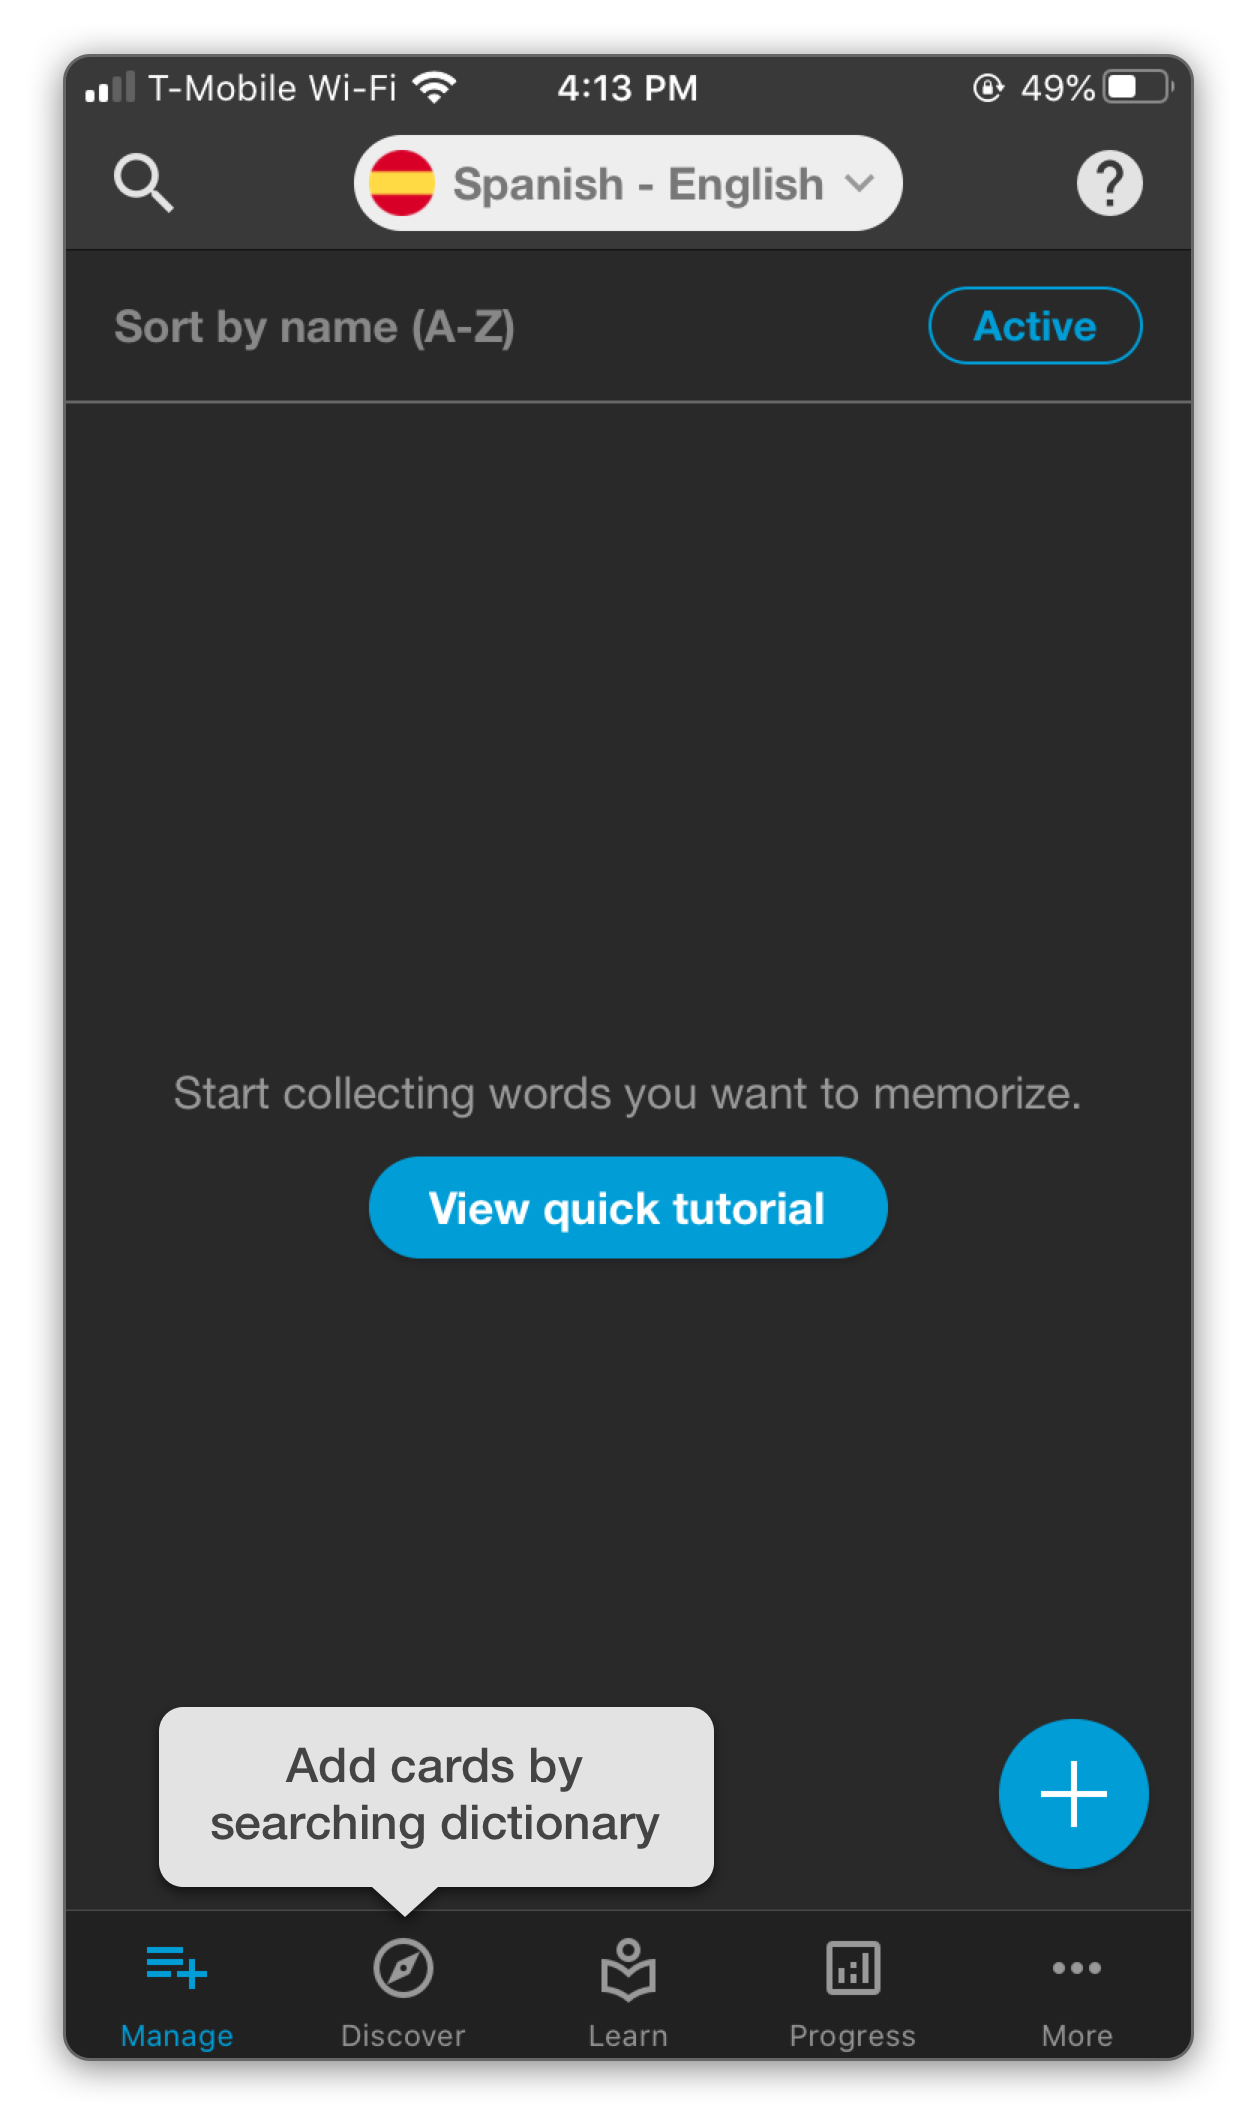 T-Mobile Wi-Fi 4:13 PM 49%
Spanish - English ?
Sort by name (A-Z) Active
Start collecting words you want to memorize.
View quick tutorial
Add cards by
searching dictionary
Manage Discover Learn Progress More